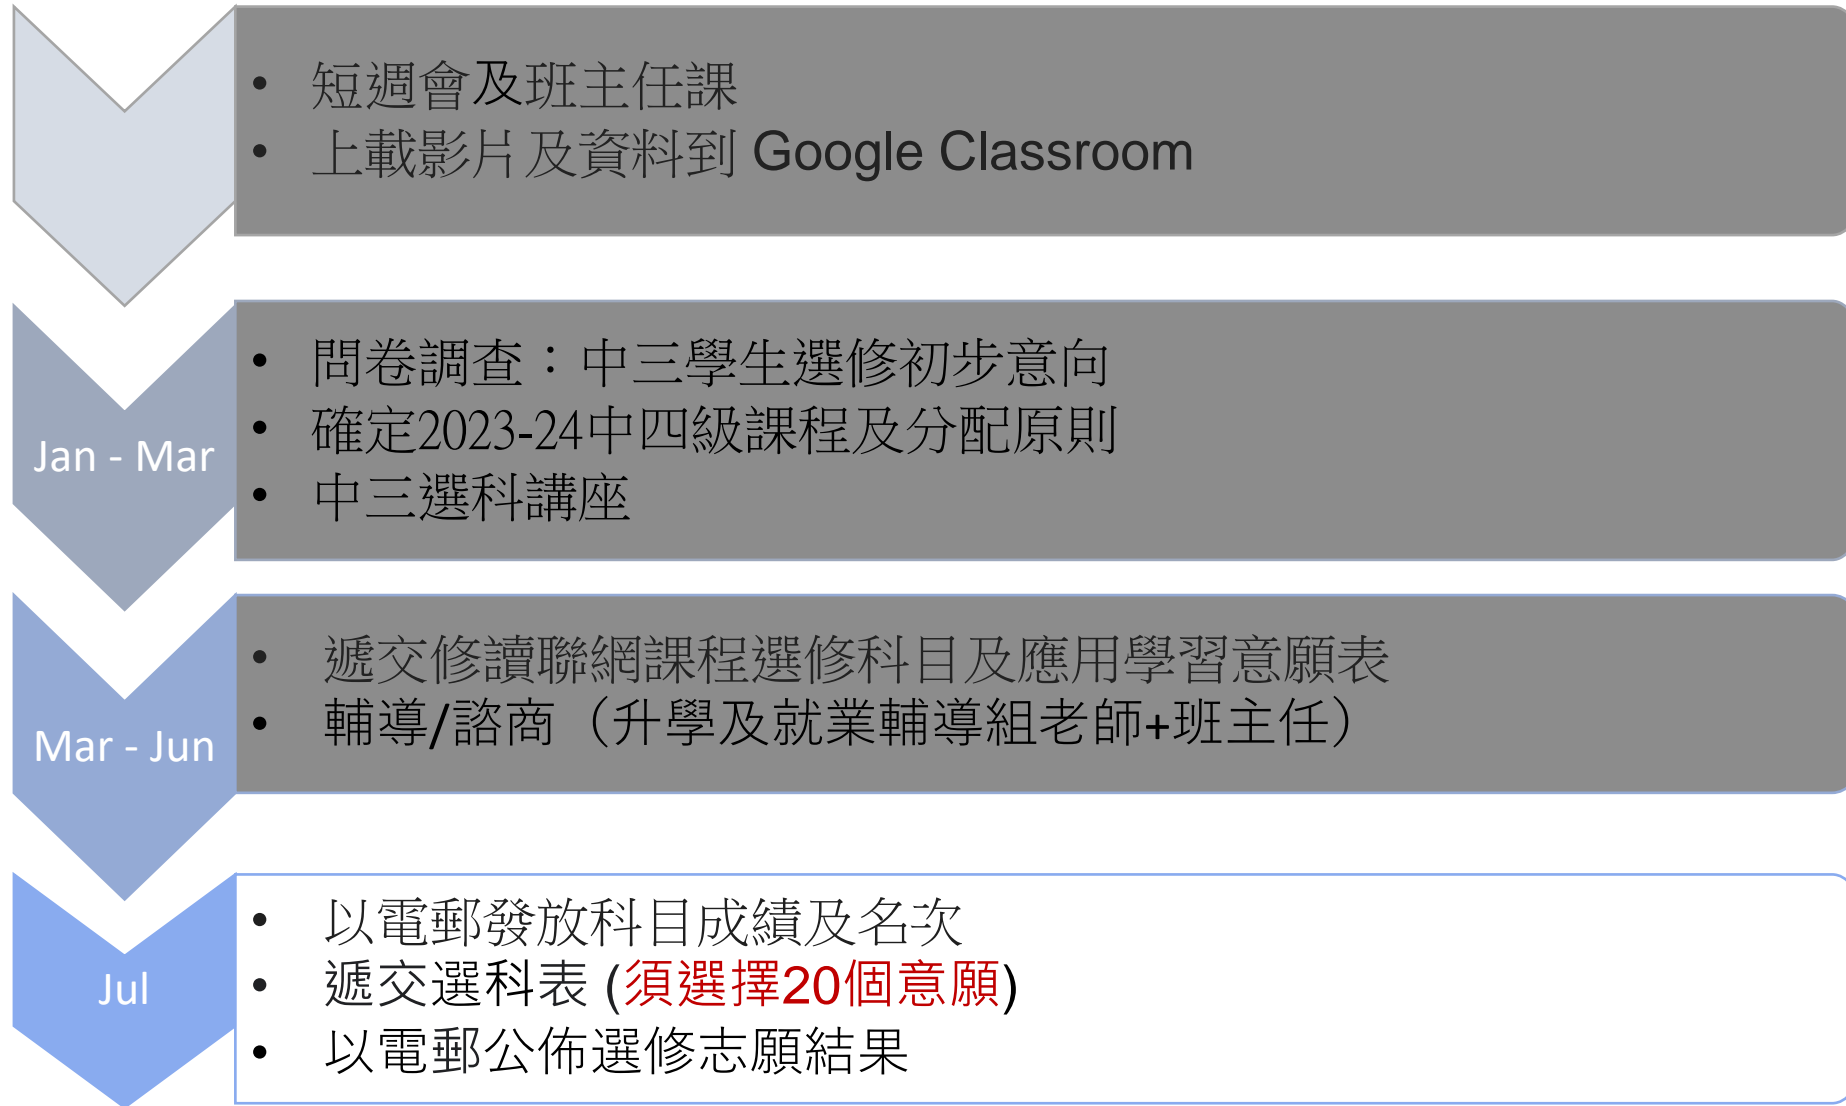 • 短週會及班主任課
• 上載影片及資料到 Google Classroom
Jan - Mar
• 問卷調查：中三學生選修初步意向
• 確定2023-24中四級課程及分配原則
• 中三選科講座
Mar - Jun
• 遞交修讀聯網課程選修科目及應用學習意願表
• 輔導/諮商（升學及就業輔導組老師+班主任）
Jul
• 以電郵發放科目成績及名次
• 遞交選科表 (須選擇20個意願)
• 以電郵公佈選修志願結果